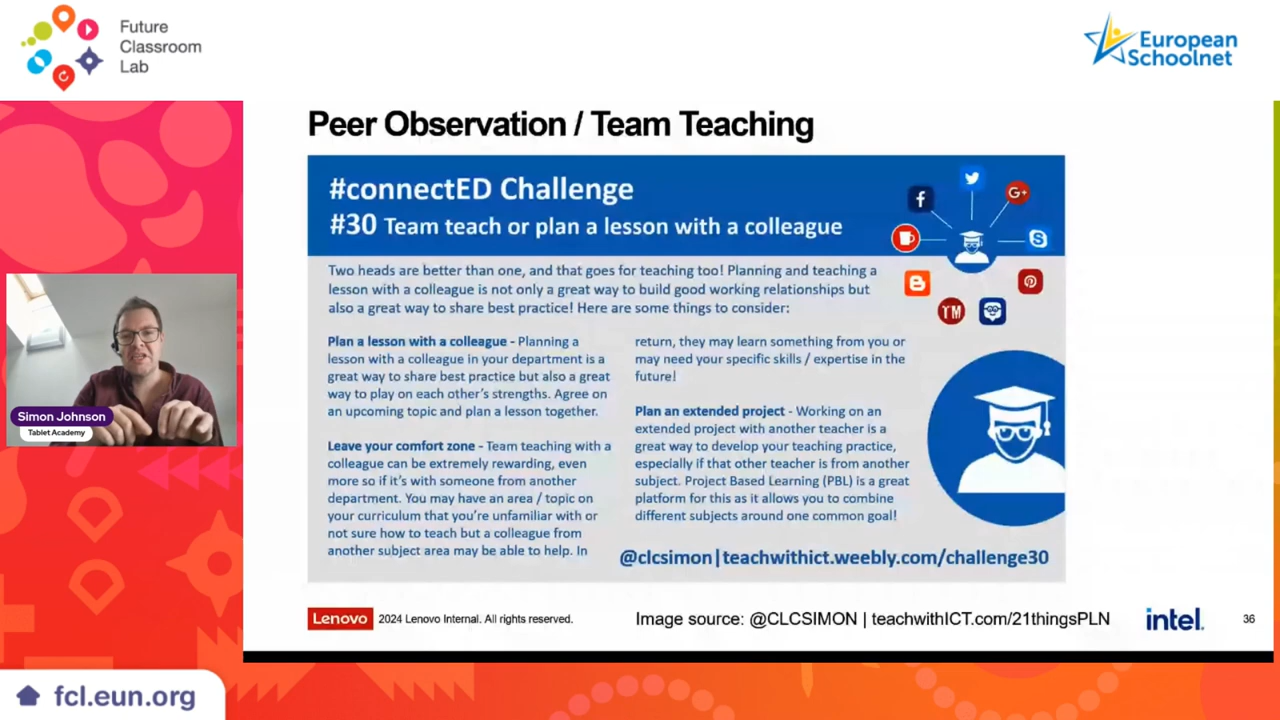 Future
Classroom
Lab
European
Schoolnet
Peer Observation / Team Teaching
#connectED Challenge
#30 Team teach or plan a lesson with a colleague
Two heads are better than one, and that goes for teaching too! Planning and teaching a
lesson with a colleague is not only a great way to build good working relationships but
also a great way to share best practice! Here are some things to consider:
Plan a lesson with a colleague - Planning a
lesson with a colleague in your department is a
great way to share best practice but also a great
way to play on each other's strengths. Agree on
an upcoming topic and plan a lesson together.
Leave your comfort zone - Team teaching with a
colleague can be extremely rewarding, even
more so if it's with someone from another
department. You may have an area / topic on
your curriculum that you're unfamiliar with or
not sure how to teach but a colleague from
another subject area may be able to help. In
return, they may learn something from you or
may need your specific skills / expertise in the
future!
Plan an extended project - Working on an
extended project with another teacher is a
great way to develop your teaching practice,
especially if that other teacher is from another
subject. Project Based Learning (PBL) is a great
platform for this as it allows you to combine
different subjects around one common goal!
@clcsimon|teachwithict.weebly.com/challenge30
f
G+
S
B
TM
Simon Johnson
Tablet Academy
Lenovo
2024 Lenovo Internal. All rights reserved.
Image source: @CLCSIMON | teachwithICT.com/21thingsPLN
intel.
36
fcl.eun.org